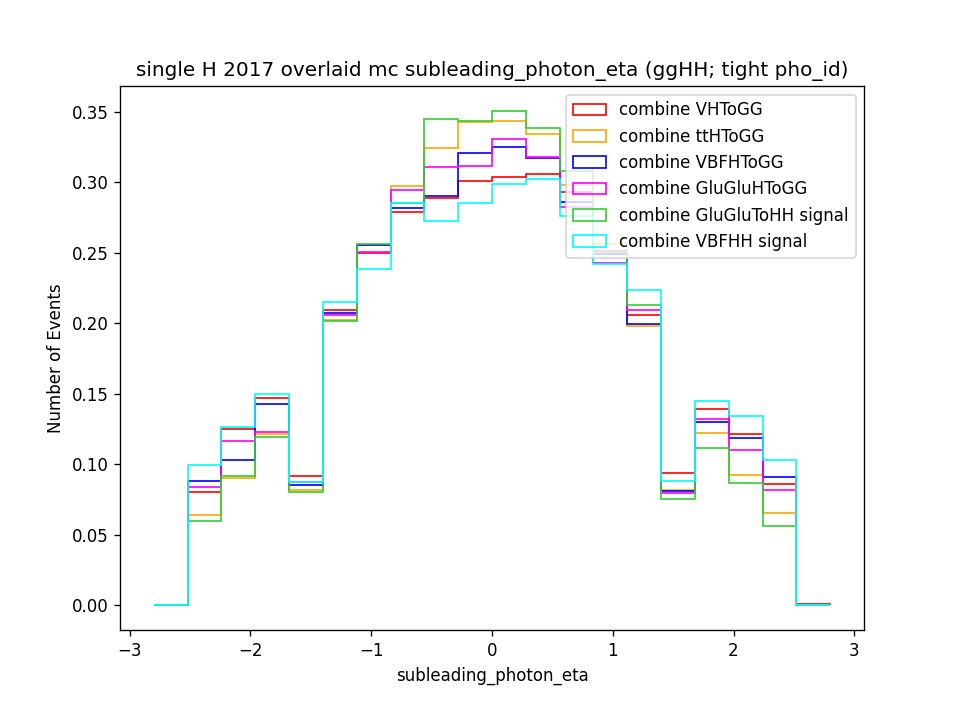 single H 2017 overlaid mc subleading_photon_eta (ggHH; tight pho_id)
combine VHToGG
combine ttHToGG
combine VBFHToGG
combine GluGluHToGG
combine GluGluToHH signal
combine VBFHH signal
Number of Events
0.35
0.30
0.25
0.20
0.15
0.10
0.05
0.00
−3 −2 −1 0 1 2 3
subleading_photon_eta